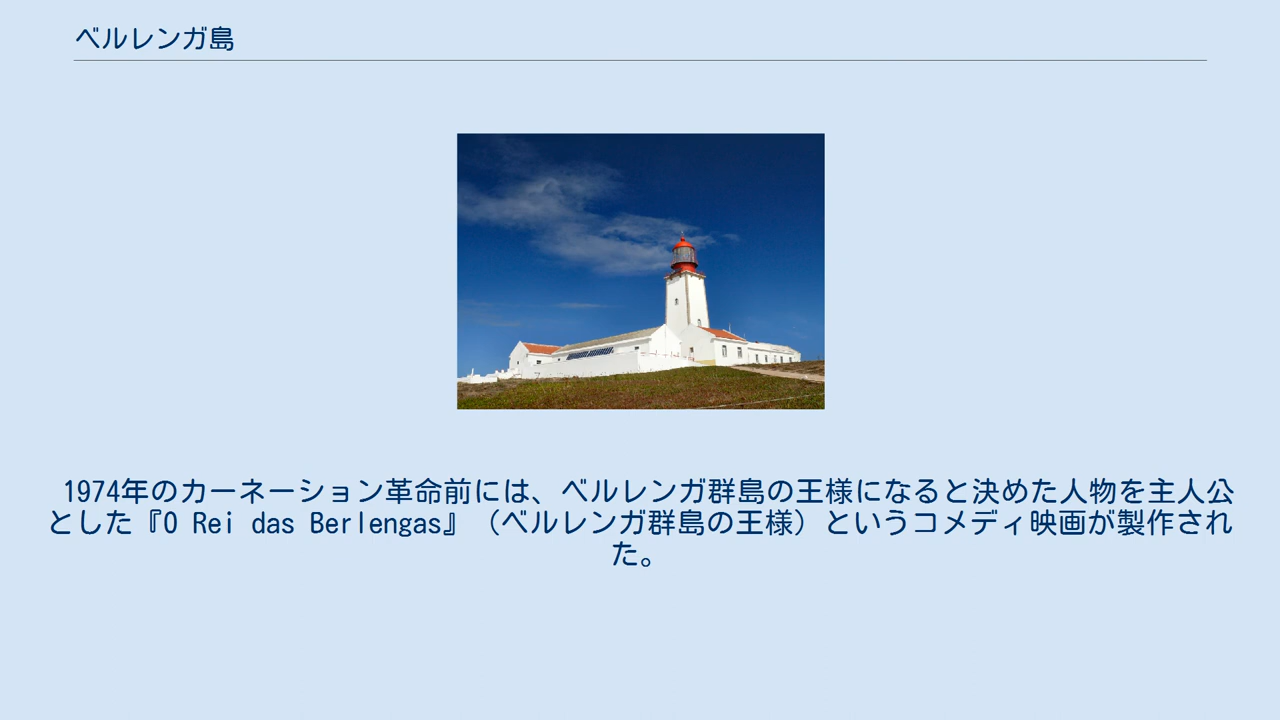 ベルレンガ島
1974年のカーネーション革命前には、ベルレンガ群島の王様になると決めた人物を主人公
とした『O Rei das Berlengas』（ベルレンガ群島の王様）というコメディ映画が製作され
た。